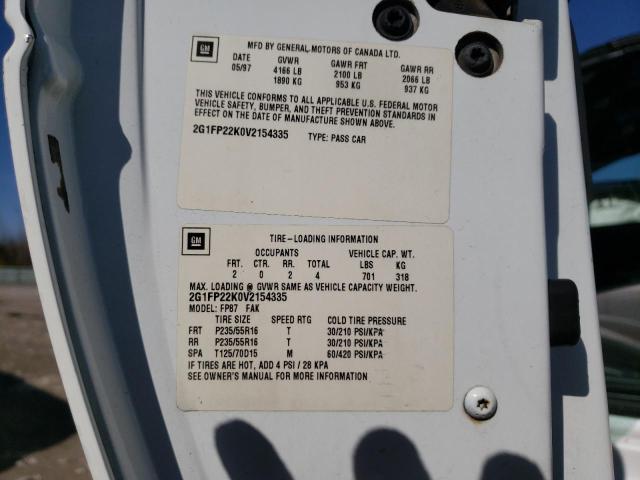 GM
MFD BY GENERAL MOTORS OF CANADA LTD.
DATE GVWR GAWR FRT GAWR RR
05/97 4166 LB 2100 LB 2066 LB
1890 KG 953 KG 937 KG
THIS VEHICLE CONFORMS TO ALL APPLICABLE U.S. FEDERAL MOTOR
VEHICLE SAFETY, BUMPER, AND THEFT PREVENTION STANDARDS IN
EFFECT ON THE DATE OF MANUFACTURE SHOWN ABOVE.
2G1FP22K0V2154335 TYPE: PASS CAR
GM
TIRE-LOADING INFORMATION
OCCUPANTS VEHICLE CAP. WT.
FRT. CTR. RR. TOTAL LBS KG
2 0 2 4 701 318
MAX. LOADING @ GVWR SAME AS VEHICLE CAPACITY WEIGHT.
2G1FP22K0V2154335
MODEL: FP87 FAK
TIRE SIZE SPEED RTG COLD TIRE PRESSURE
FRT P235/55R16 T 30/210 PSI/KPA
RR P235/55R16 T 30/210 PSI/KPA
SPA T125/70D15 M 60/420 PSI/KPA
IF TIRES ARE HOT, ADD 4 PSI / 28 KPA
SEE OWNER'S MANUAL FOR MORE INFORMATION